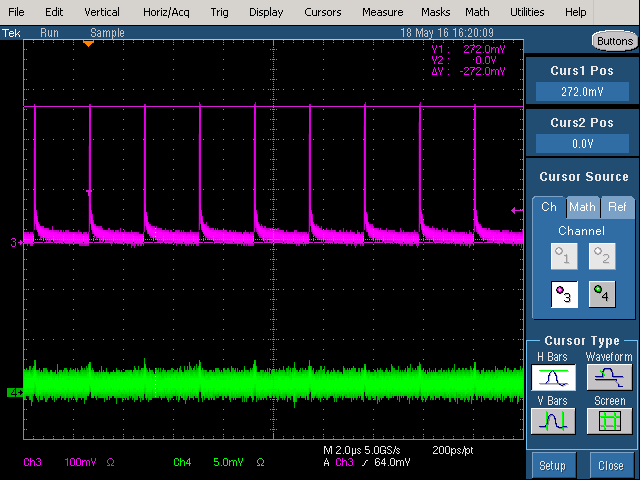 File Edit Vertical Horiz/Acq Trig Display Cursors Measure Masks Math Utilities Help
Tek Run Sample 18 May 16 16:20:09
Buttons
V1: 272.0mV
V2: 0.0V
ΔV: -272.0mV
Curs1 Pos
272.0mV
Curs2 Pos
0.0V
Cursor Source
Ch Math Ref
Channel
1 2
3 4
T
3
4
Cursor Type
H Bars Waveform
V Bars Screen
Setup Close
M 2.0µs 5.0GS/s 200ps/pt
Ch3 100mV Ω Ch4 5.0mV Ω A Ch3 / 64.0mV